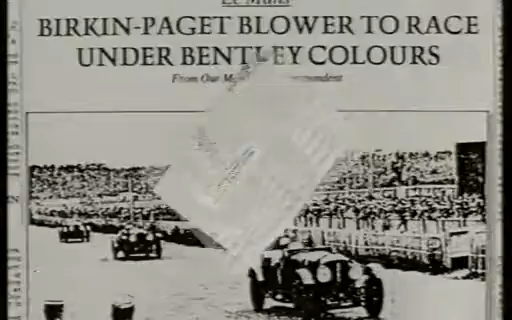 Le Mans
BIRKIN-PAGET BLOWER TO RACE
UNDER BENTLEY COLOURS
From Our